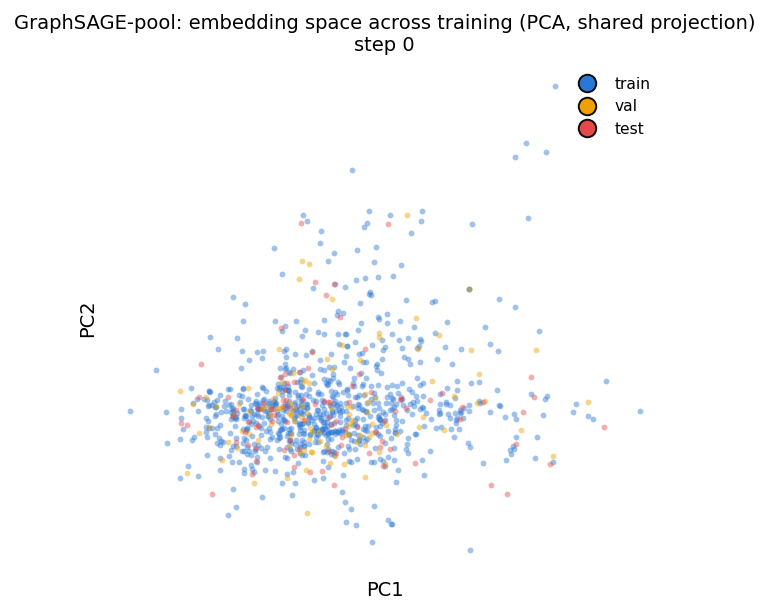 GraphSAGE-pool: embedding space across training (PCA, shared projection)
step 0
train
val
test
PC2
PC1